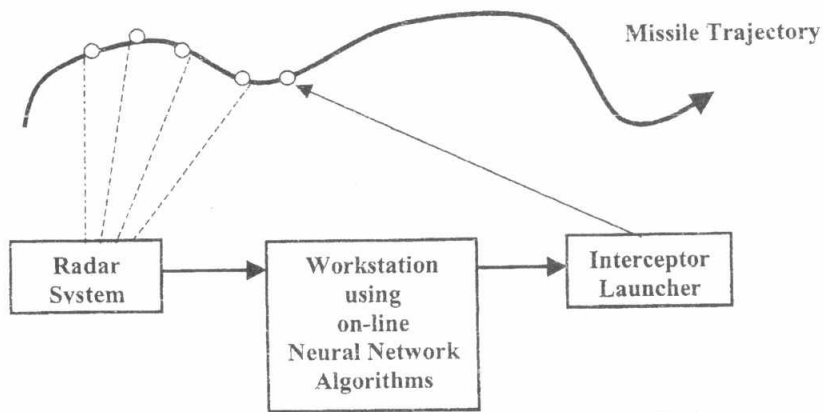 Missile Trajectory
Radar
System
Workstation
using
on-line
Neural Network
Algorithms
Interceptor
Launcher